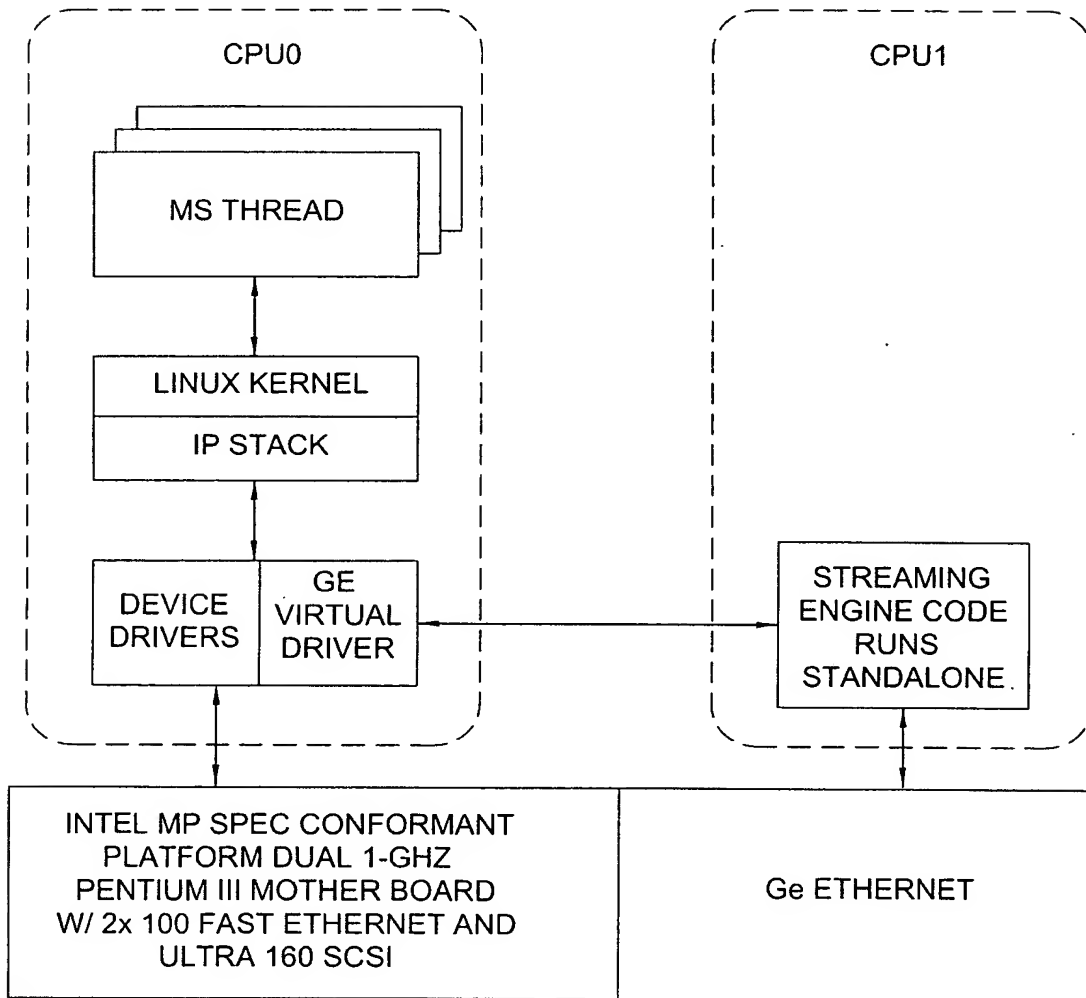 CPU0
MS THREAD
LINUX KERNEL
IP STACK
DEVICE
DRIVERS
GE
VIRTUAL
DRIVER
CPU1
STREAMING
ENGINE CODE
RUNS
STANDALONE
INTEL MP SPEC CONFORMANT
PLATFORM DUAL 1-GHZ
PENTIUM III MOTHER BOARD
W/ 2x 100 FAST ETHERNET AND
ULTRA 160 SCSI
Ge ETHERNET